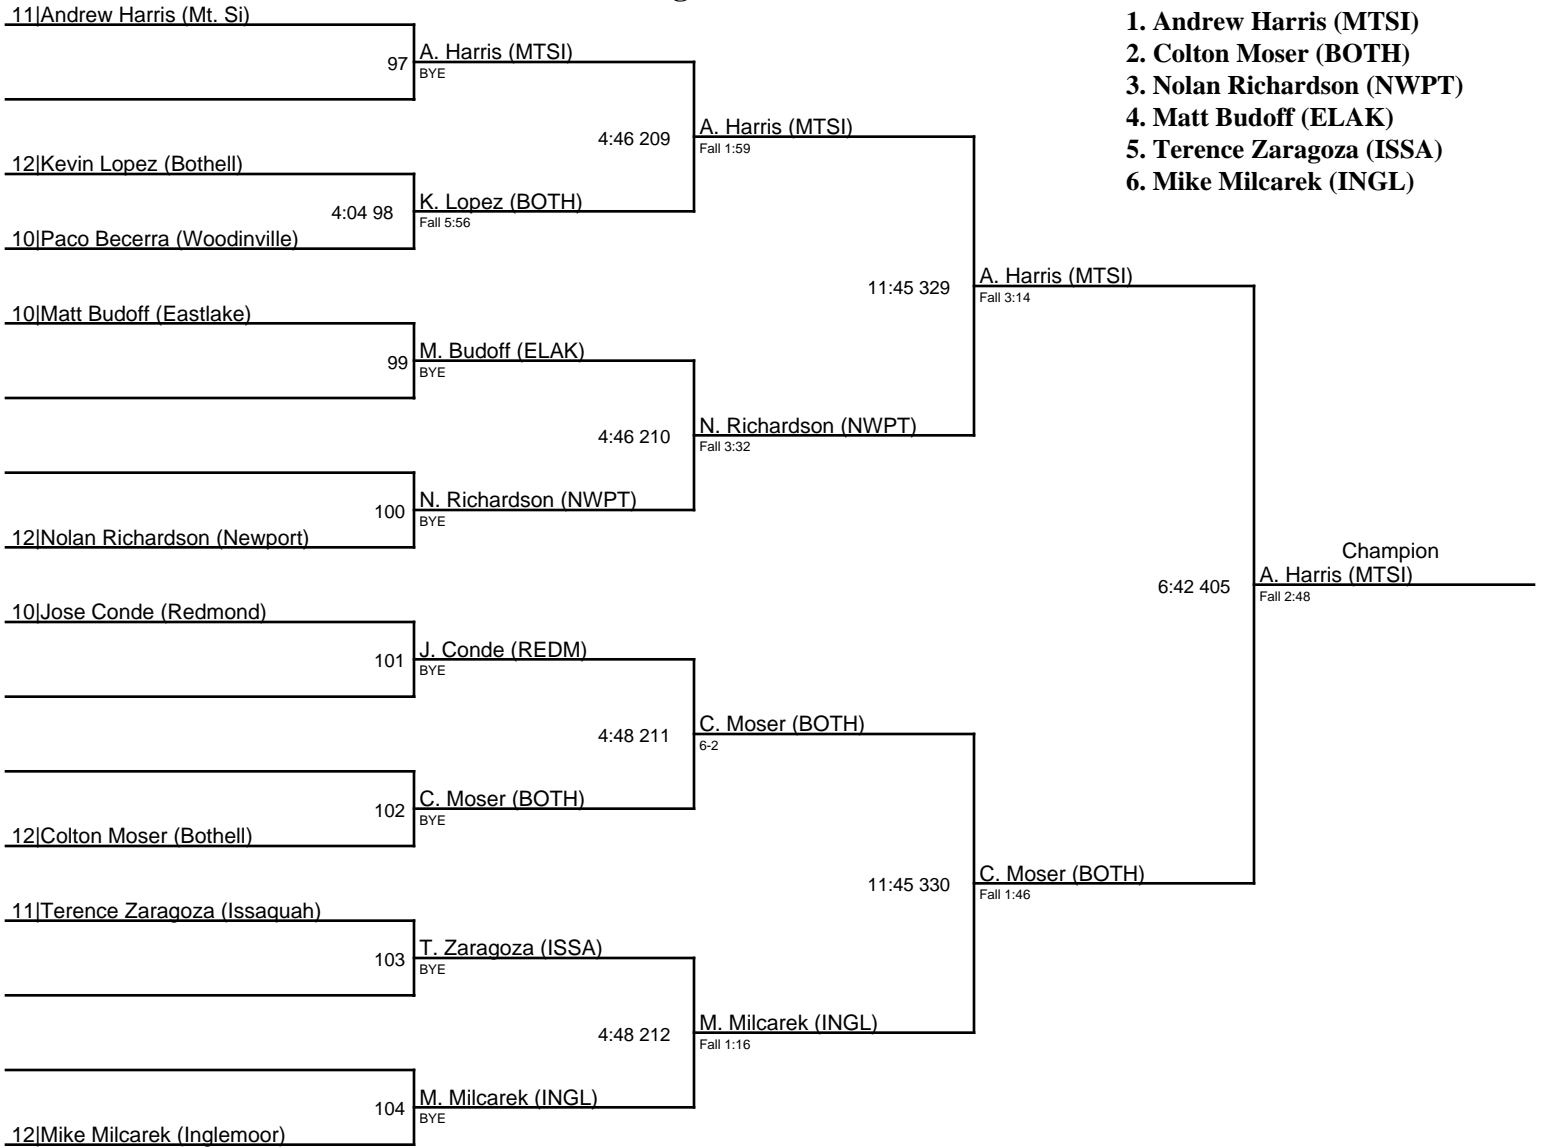 11|Andrew Harris (Mt. Si)
97
A. Harris (MTSI)
BYE
4:46 209
A. Harris (MTSI)
Fall 1:59
12|Kevin Lopez (Bothell)
4:04 98
K. Lopez (BOTH)
Fall 5:56
10|Paco Becerra (Woodinville)
11:45 329
A. Harris (MTSI)
Fall 3:14
10|Matt Budoff (Eastlake)
99
M. Budoff (ELAK)
BYE
4:46 210
N. Richardson (NWPT)
Fall 3:32
100
N. Richardson (NWPT)
BYE
12|Nolan Richardson (Newport)
6:42 405
Champion
A. Harris (MTSI)
Fall 2:48
10|Jose Conde (Redmond)
101
J. Conde (REDM)
BYE
4:48 211
C. Moser (BOTH)
6-2
102
C. Moser (BOTH)
BYE
12|Colton Moser (Bothell)
11:45 330
C. Moser (BOTH)
Fall 1:46
11|Terence Zaragoza (Issaquah)
103
T. Zaragoza (ISSA)
BYE
4:48 212
M. Milcarek (INGL)
Fall 1:16
104
M. Milcarek (INGL)
BYE
12|Mike Milcarek (Inglemoor)
1. Andrew Harris (MTSI)
2. Colton Moser (BOTH)
3. Nolan Richardson (NWPT)
4. Matt Budoff (ELAK)
5. Terence Zaragoza (ISSA)
6. Mike Milcarek (INGL)